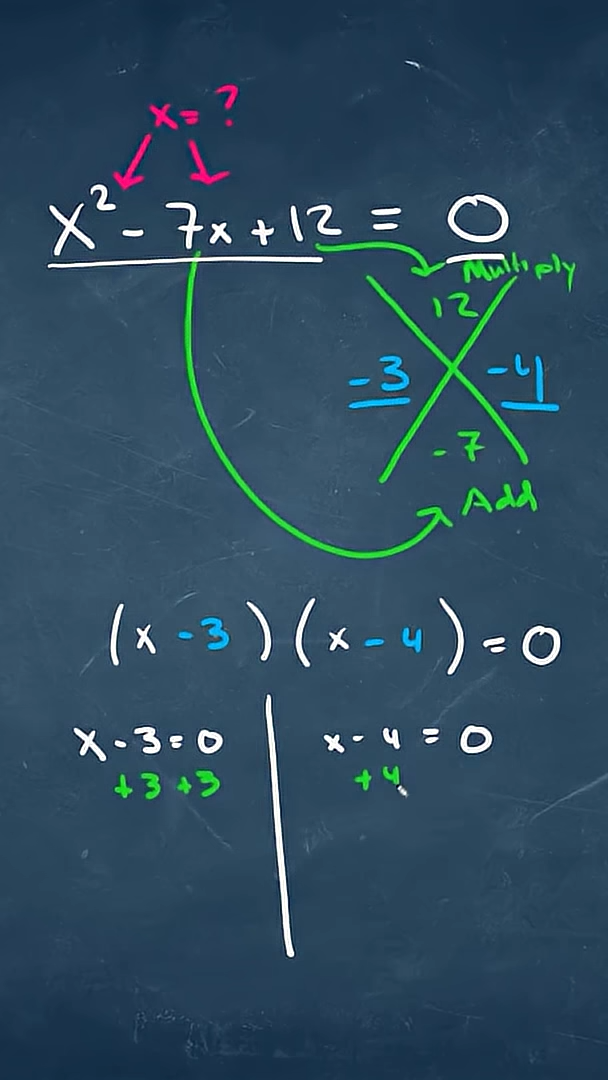 x = ?
x² - 7x + 12 = 0
Multiply
12
-3 -4
-7
Add
(x - 3)(x - 4) = 0
x - 3 = 0 x - 4 = 0
+3 +3 +4